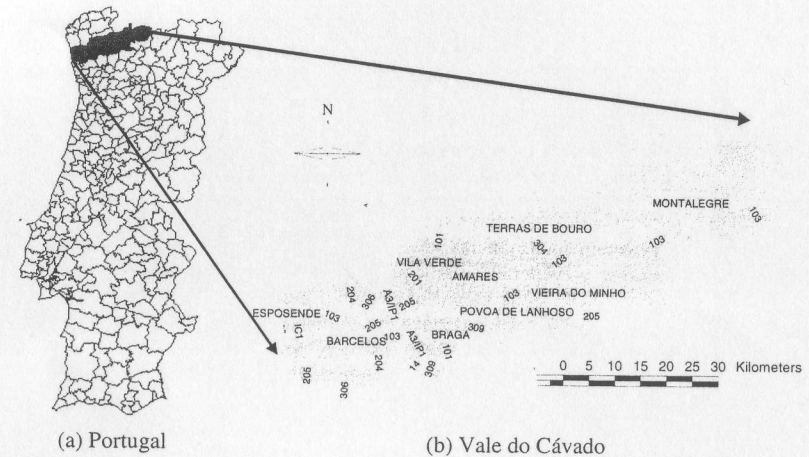 N
MONTALEGRE
103
TERRAS DE BOURO
101
304
103
103
VILA VERDE
201
AMARES
204
306
A3/IP1
205
103
VIEIRA DO MINHO
ESPOSENDE
103
POVOA DE LANHOSO
205
IC1
205
309
BARCELOS
103
A3/IP1
BRAGA
101
204
14
309
205
306
0 5 10 15 20 25 30 Kilometers
(a) Portugal
(b) Vale do Cávado